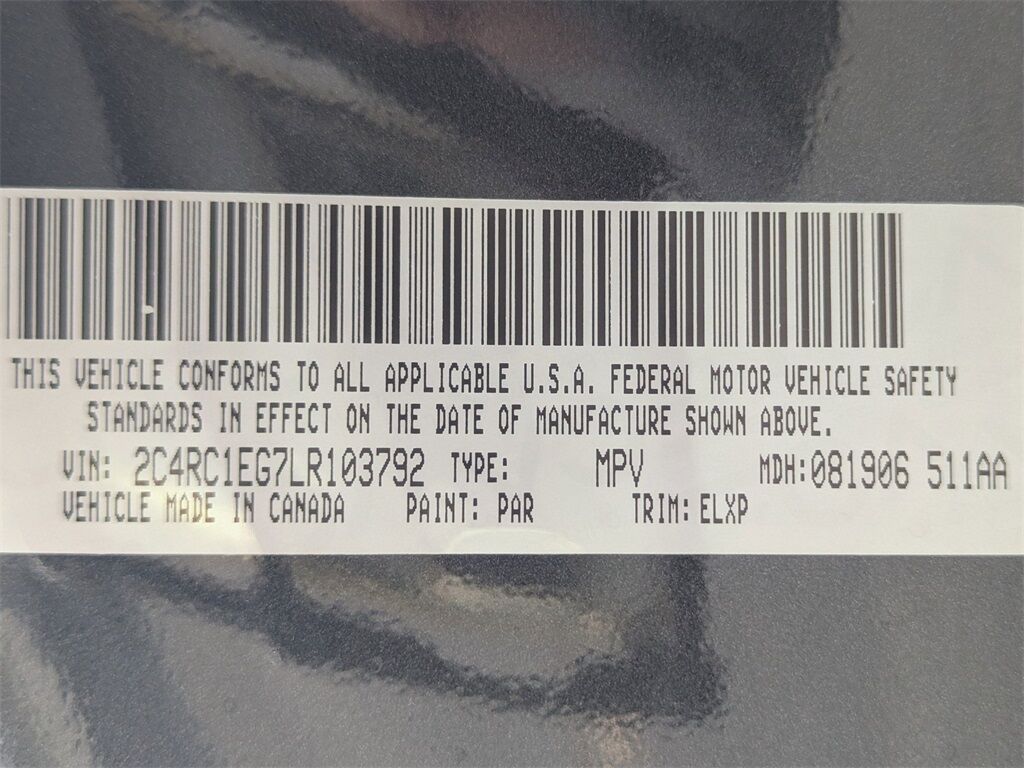 THIS VEHICLE CONFORMS TO ALL APPLICABLE U.S.A. FEDERAL MOTOR VEHICLE SAFETY
STANDARDS IN EFFECT ON THE DATE OF MANUFACTURE SHOWN ABOVE.
VIN: 2C4RC1EG7LR103792 TYPE: MPV MDH:081906 511AA
VEHICLE MADE IN CANADA PAINT: PAR TRIM: ELXP